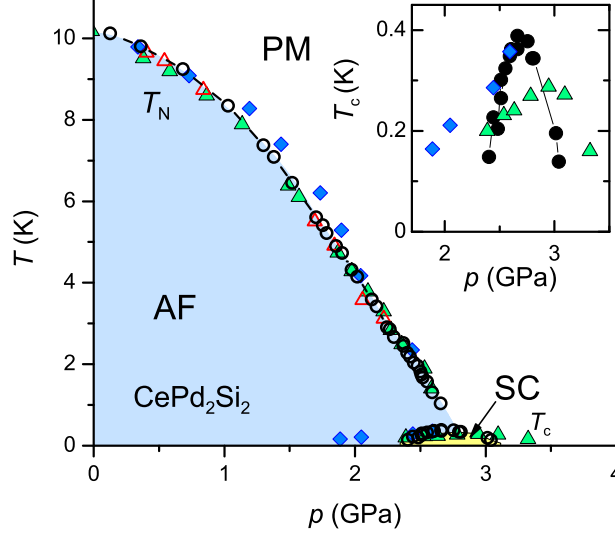 10
8
6
4
2
0
T (K)
0
1
2
3
4
p (GPa)
PM
T_N
AF
CePd₂Si₂
SC
T_c
0.4
0.2
0
T_c (K)
2
3
p (GPa)